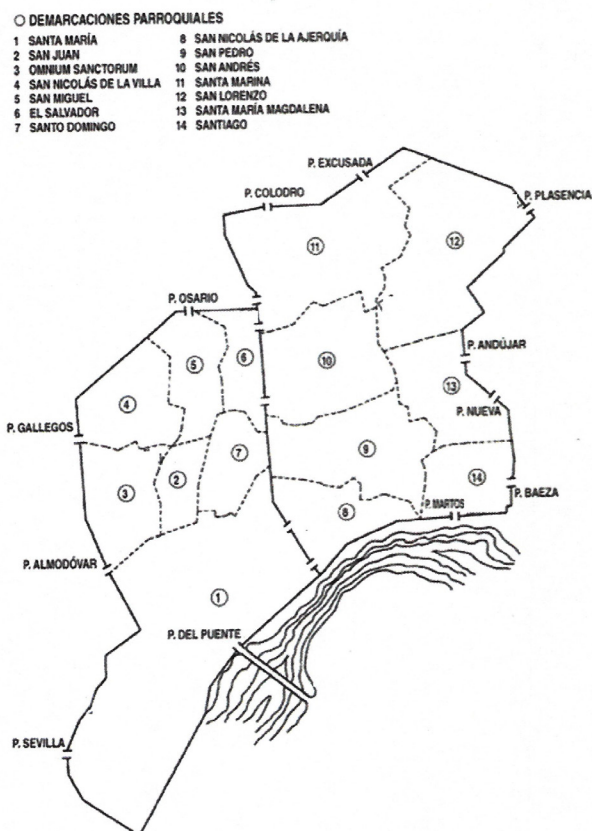 DEMARCACIONES PARROQUIALES
1 SANTA MARÍA
2 SAN JUAN
3 OMNIUM SANCTORUM
4 SAN NICOLÁS DE LA VILLA
5 SAN MIGUEL
6 EL SALVADOR
7 SANTO DOMINGO
8 SAN NICOLÁS DE LA AJERQUÍA
9 SAN PEDRO
10 SAN ANDRÉS
11 SANTA MARINA
12 SAN LORENZO
13 SANTA MARÍA MAGDALENA
14 SANTIAGO
P. EXCUSADA
P. COLODRO
P. PLASENCIA
11
12
P. OSARIO
P. ANDÚJAR
5
6
10
13
4
P. NUEVA
P. GALLEGOS
7
9
3
2
14
P. BAEZA
P. MARTOS
8
P. ALMODÓVAR
1
P. DEL PUENTE
P. SEVILLA